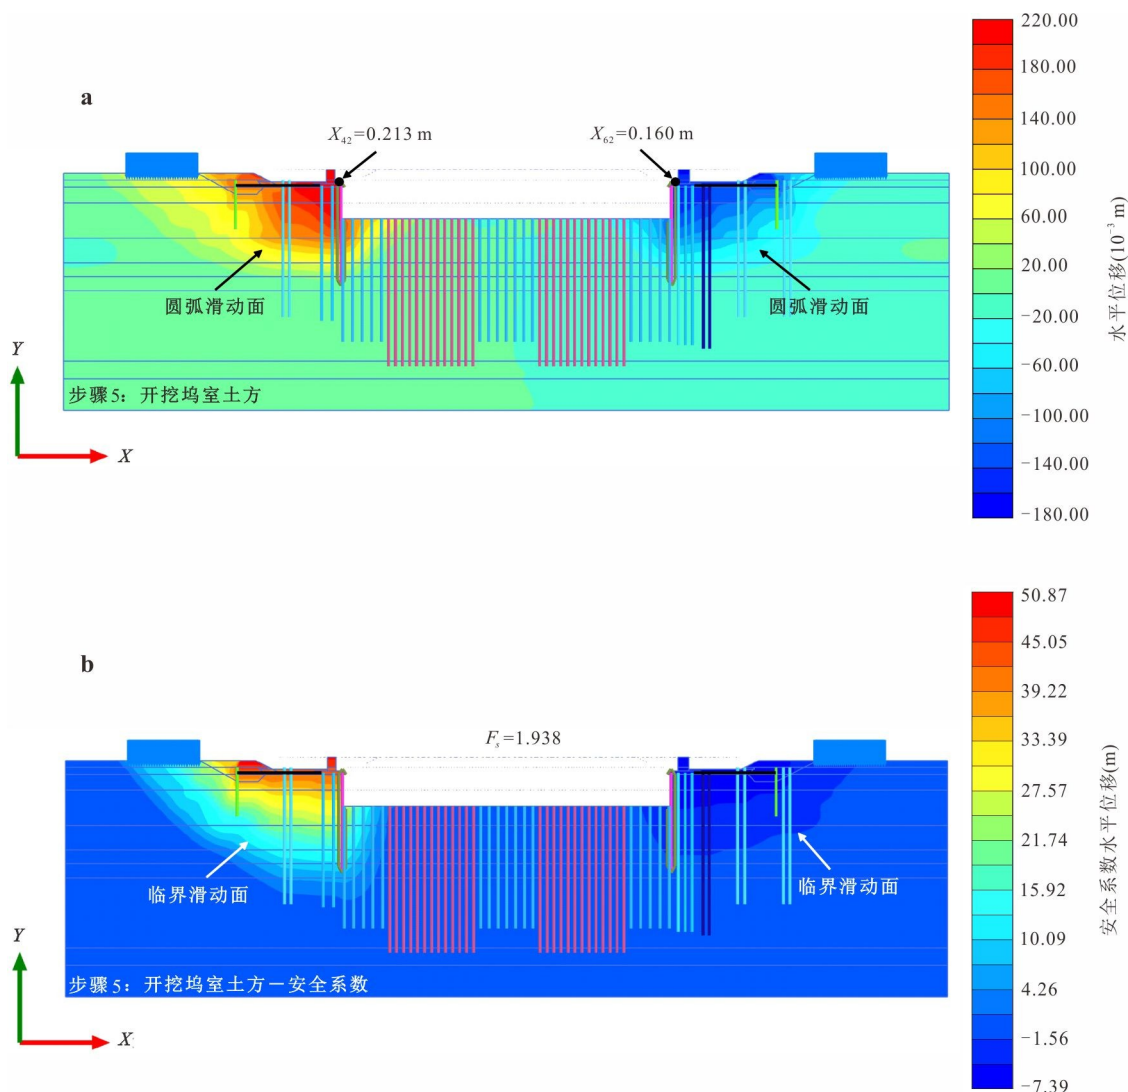 a
X₄₂=0.213 m
X₆₂=0.160 m
圆弧滑动面
圆弧滑动面
Y
步骤5：开挖坞室土方
X
220.00
180.00
140.00
100.00
60.00
20.00
−20.00
−60.00
−100.00
−140.00
−180.00
水平位移(10⁻³ m)
b
Fₛ=1.938
临界滑动面
临界滑动面
Y
步骤5：开挖坞室土方－安全系数
X
50.87
45.05
39.22
33.39
27.57
21.74
15.92
10.09
4.26
−1.56
−7.39
安全系数水平位移(m)